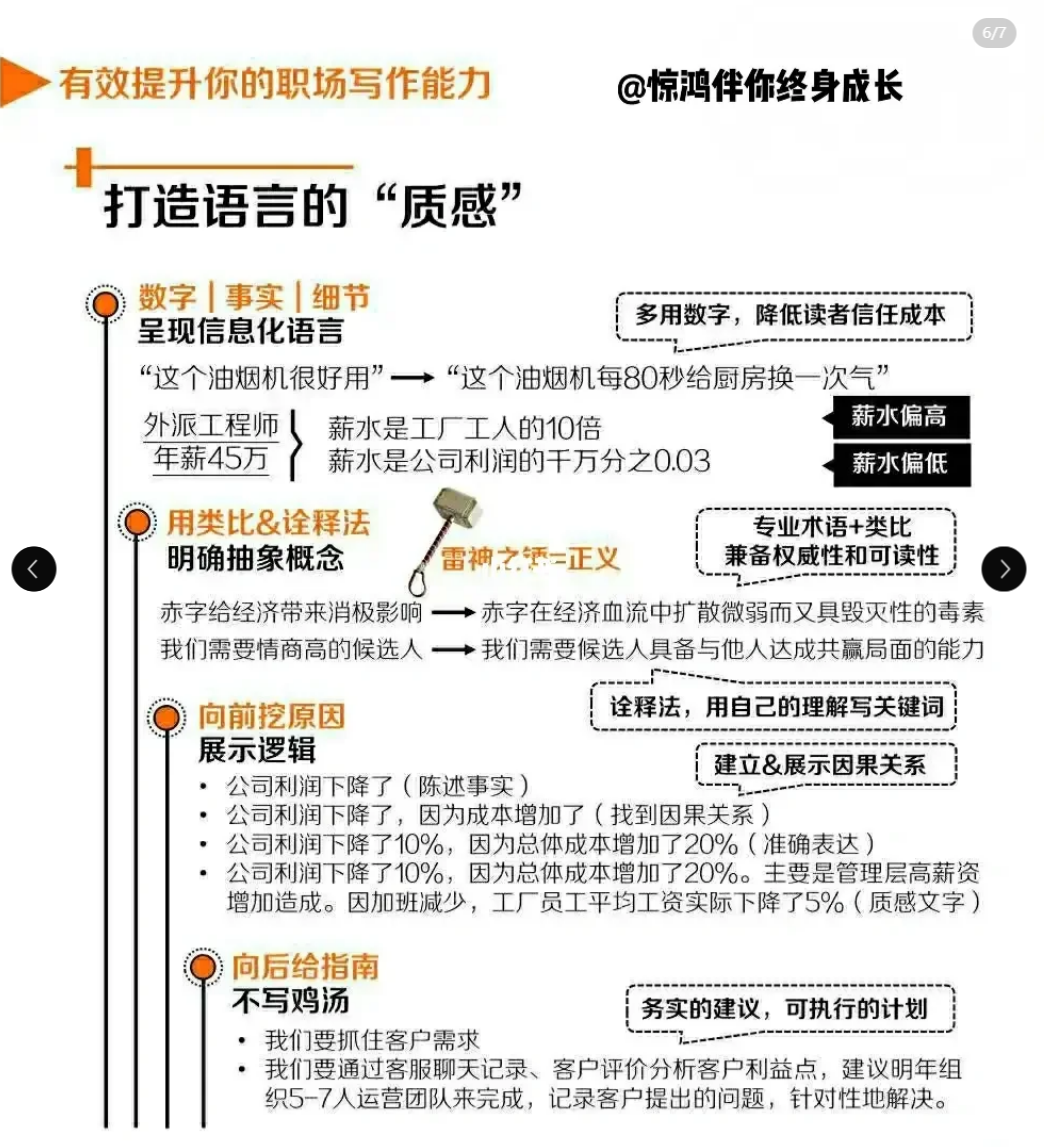 6/7
有效提升你的职场写作能力
@惊鸿伴你终身成长
打造语言的“质感”
数字｜事实｜细节
呈现信息化语言
多用数字，降低读者信任成本
“这个油烟机很好用”→“这个油烟机每80秒给厨房换一次气”
外派工程师
年薪45万
薪水是工厂工人的10倍
薪水偏高
薪水是公司利润的千万分之0.03
薪水偏低
用类比&诠释法
明确抽象概念
雷神之锤=正义
专业术语+类比
兼备权威性和可读性
赤字给经济带来消极影响→赤字在经济血流中扩散微弱而又具毁灭性的毒素
我们需要情商高的候选人→我们需要候选人具备与他人达成共赢局面的能力
诠释法，用自己的理解写关键词
向前挖原因
展示逻辑
建立&展示因果关系
• 公司利润下降了（陈述事实）
• 公司利润下降了，因为成本增加了（找到因果关系）
• 公司利润下降了10%，因为总体成本增加了20%（准确表达）
• 公司利润下降了10%，因为总体成本增加了20%。主要是管理层高薪资
增加造成。因加班减少，工厂员工平均工资实际下降了5%（质感文字）
向后给指南
不写鸡汤
务实的建议，可执行的计划
• 我们要抓住客户需求
• 我们要通过客服聊天记录、客户评价分析客户利益点，建议明年组
织5-7人运营团队来完成，记录客户提出的问题，针对性地解决。